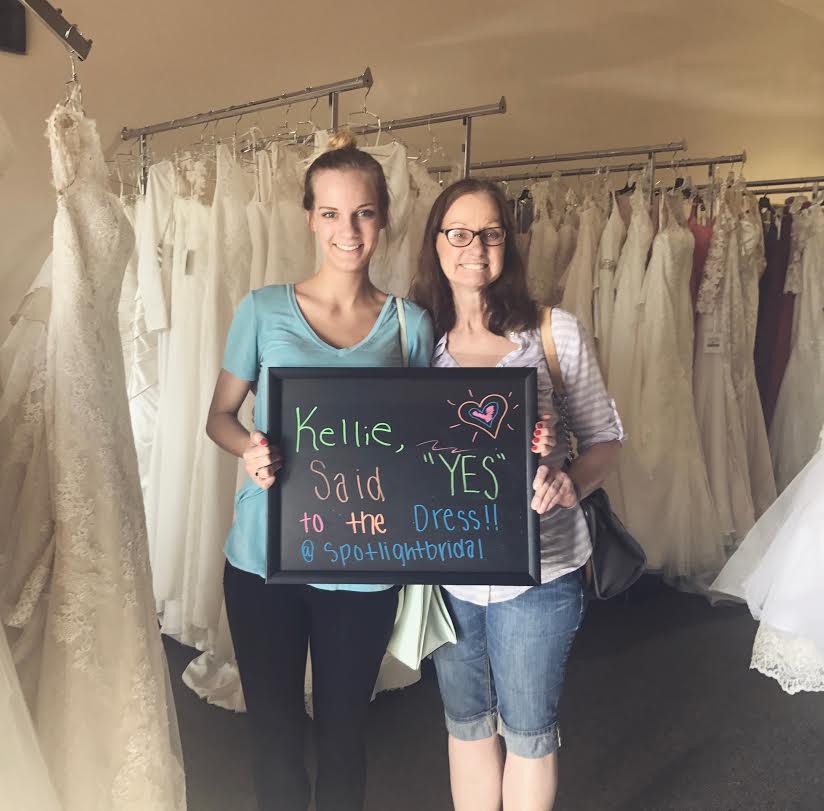 Kellie,
Said "YES"
to the Dress!!
@spotlightbridal